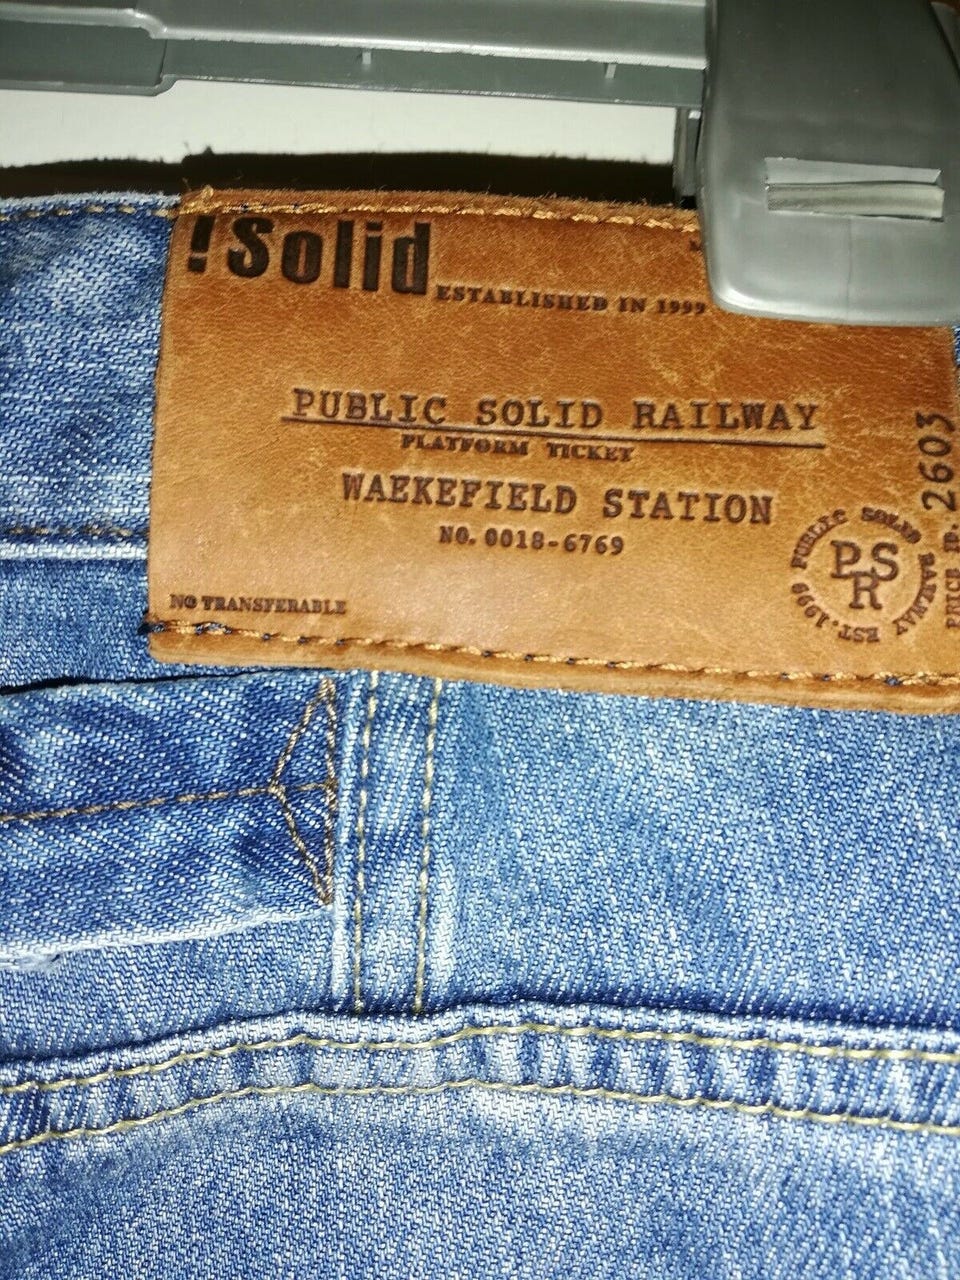 !Solid
ESTABLISHED IN 1999
PUBLIC SOLID RAILWAY
PLATFORM TICKET
WAEKEFIELD STATION
NO. 0018-6769
NO TRANSFERABLE
PUBLIC SOLID RAILWAY EST. 1999
PSR
PRICE 1D. 2603